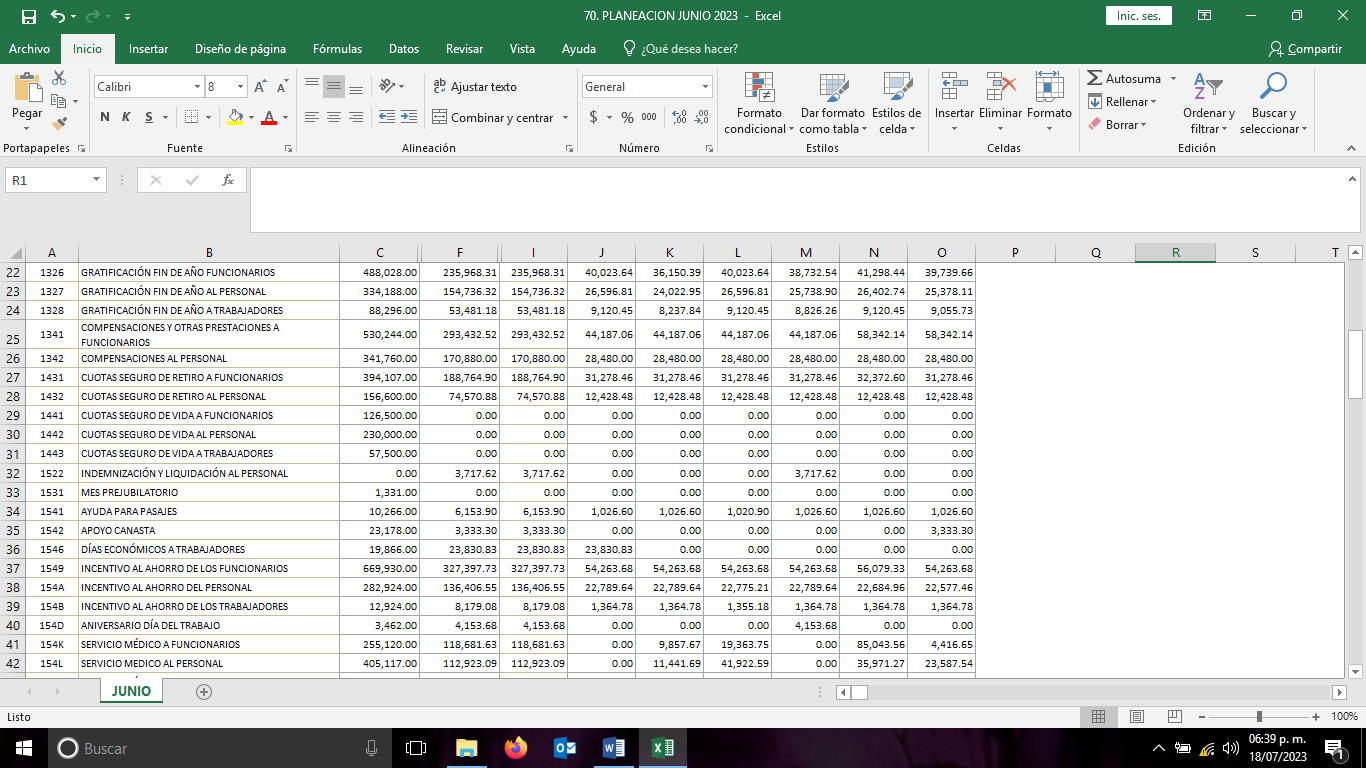 70. PLANEACION JUNIO 2023 - Excel
Inic. ses.
Archivo Inicio Insertar Diseño de página Fórmulas Datos Revisar Vista Ayuda ¿Qué desea hacer? Compartir
Pegar
Calibri 8
N K S
Ajustar texto
Combinar y centrar
General
$ % 000
Formato condicional
Dar formato como tabla
Estilos de celda
Insertar Eliminar Formato
Autosuma
Rellenar
Borrar
Ordenar y filtrar
Buscar y seleccionar
Portapapeles Fuente Alineación Número Estilos Celdas Edición
R1 fx
A B C F I J K L M N O P Q R S T
22 1326 GRATIFICACIÓN FIN DE AÑO FUNCIONARIOS 488,028.00 235,968.31 235,968.31 40,023.64 36,150.39 40,023.64 38,732.54 41,298.44 39,739.66
23 1327 GRATIFICACIÓN FIN DE AÑO AL PERSONAL 334,188.00 154,736.32 154,736.32 26,596.81 24,022.95 26,596.81 25,738.90 26,402.74 25,378.11
24 1328 GRATIFICACIÓN FIN DE AÑO A TRABAJADORES 88,296.00 53,481.18 53,481.18 9,120.45 8,237.84 9,120.45 8,826.26 9,120.45 9,055.73
25 1341 COMPENSACIONES Y OTRAS PRESTACIONES A FUNCIONARIOS 530,244.00 293,432.52 293,432.52 44,187.06 44,187.06 44,187.06 44,187.06 58,342.14 58,342.14
26 1342 COMPENSACIONES AL PERSONAL 341,760.00 170,880.00 170,880.00 28,480.00 28,480.00 28,480.00 28,480.00 28,480.00 28,480.00
27 1431 CUOTAS SEGURO DE RETIRO A FUNCIONARIOS 394,107.00 188,764.90 188,764.90 31,278.46 31,278.46 31,278.46 31,278.46 32,372.60 31,278.46
28 1432 CUOTAS SEGURO DE RETIRO AL PERSONAL 156,600.00 74,570.88 74,570.88 12,428.48 12,428.48 12,428.48 12,428.48 12,428.48 12,428.48
29 1441 CUOTAS SEGURO DE VIDA A FUNCIONARIOS 126,500.00 0.00 0.00 0.00 0.00 0.00 0.00 0.00 0.00
30 1442 CUOTAS SEGURO DE VIDA AL PERSONAL 230,000.00 0.00 0.00 0.00 0.00 0.00 0.00 0.00 0.00
31 1443 CUOTAS SEGURO DE VIDA A TRABAJADORES 57,500.00 0.00 0.00 0.00 0.00 0.00 0.00 0.00 0.00
32 1522 INDEMNIZACIÓN Y LIQUIDACIÓN AL PERSONAL 0.00 3,717.62 3,717.62 0.00 0.00 0.00 3,717.62 0.00 0.00
33 1531 MES PREJUBILATORIO 1,331.00 0.00 0.00 0.00 0.00 0.00 0.00 0.00 0.00
34 1541 AYUDA PARA PASAJES 10,266.00 6,153.90 6,153.90 1,026.60 1,026.60 1,020.90 1,026.60 1,026.60 1,026.60
35 1542 APOYO CANASTA 23,178.00 3,333.30 3,333.30 0.00 0.00 0.00 0.00 0.00 3,333.30
36 1546 DÍAS ECONÓMICOS A TRABAJADORES 19,866.00 23,830.83 23,830.83 23,830.83 0.00 0.00 0.00 0.00 0.00
37 1549 INCENTIVO AL AHORRO DE LOS FUNCIONARIOS 669,930.00 327,397.73 327,397.73 54,263.68 54,263.68 54,263.68 54,263.68 56,079.33 54,263.68
38 154A INCENTIVO AL AHORRO DEL PERSONAL 282,924.00 136,406.55 136,406.55 22,789.64 22,789.64 22,775.21 22,789.64 22,684.96 22,577.46
39 154B INCENTIVO AL AHORRO DE LOS TRABAJADORES 12,924.00 8,179.08 8,179.08 1,364.78 1,364.78 1,355.18 1,364.78 1,364.78 1,364.78
40 154D ANIVERSARIO DÍA DEL TRABAJO 3,462.00 4,153.68 4,153.68 0.00 0.00 0.00 4,153.68 0.00 0.00
41 154K SERVICIO MÉDICO A FUNCIONARIOS 255,120.00 118,681.63 118,681.63 0.00 9,857.67 19,363.75 0.00 85,043.56 4,416.65
42 154L SERVICIO MEDICO AL PERSONAL 405,117.00 112,923.09 112,923.09 0.00 11,441.69 41,922.59 0.00 35,971.27 23,587.54
JUNIO
Listo 100%
Buscar
06:39 p. m.
18/07/2023
1